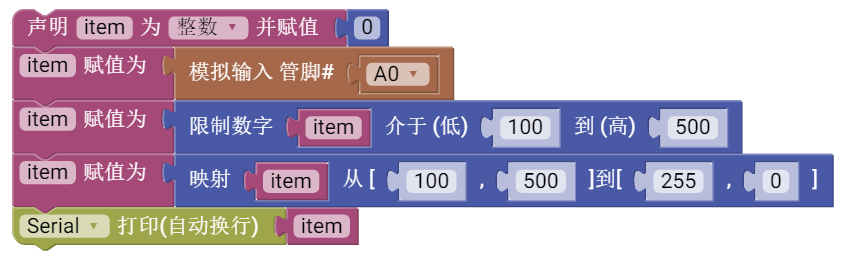 声明 item 为 整数 并赋值 0
item 赋值为 模拟输入 管脚# A0
item 赋值为 限制数字 item 介于 (低) 100 到 (高) 500
item 赋值为 映射 item 从 [ 100 , 500 ]到[ 255 , 0 ]
Serial 打印(自动换行) item